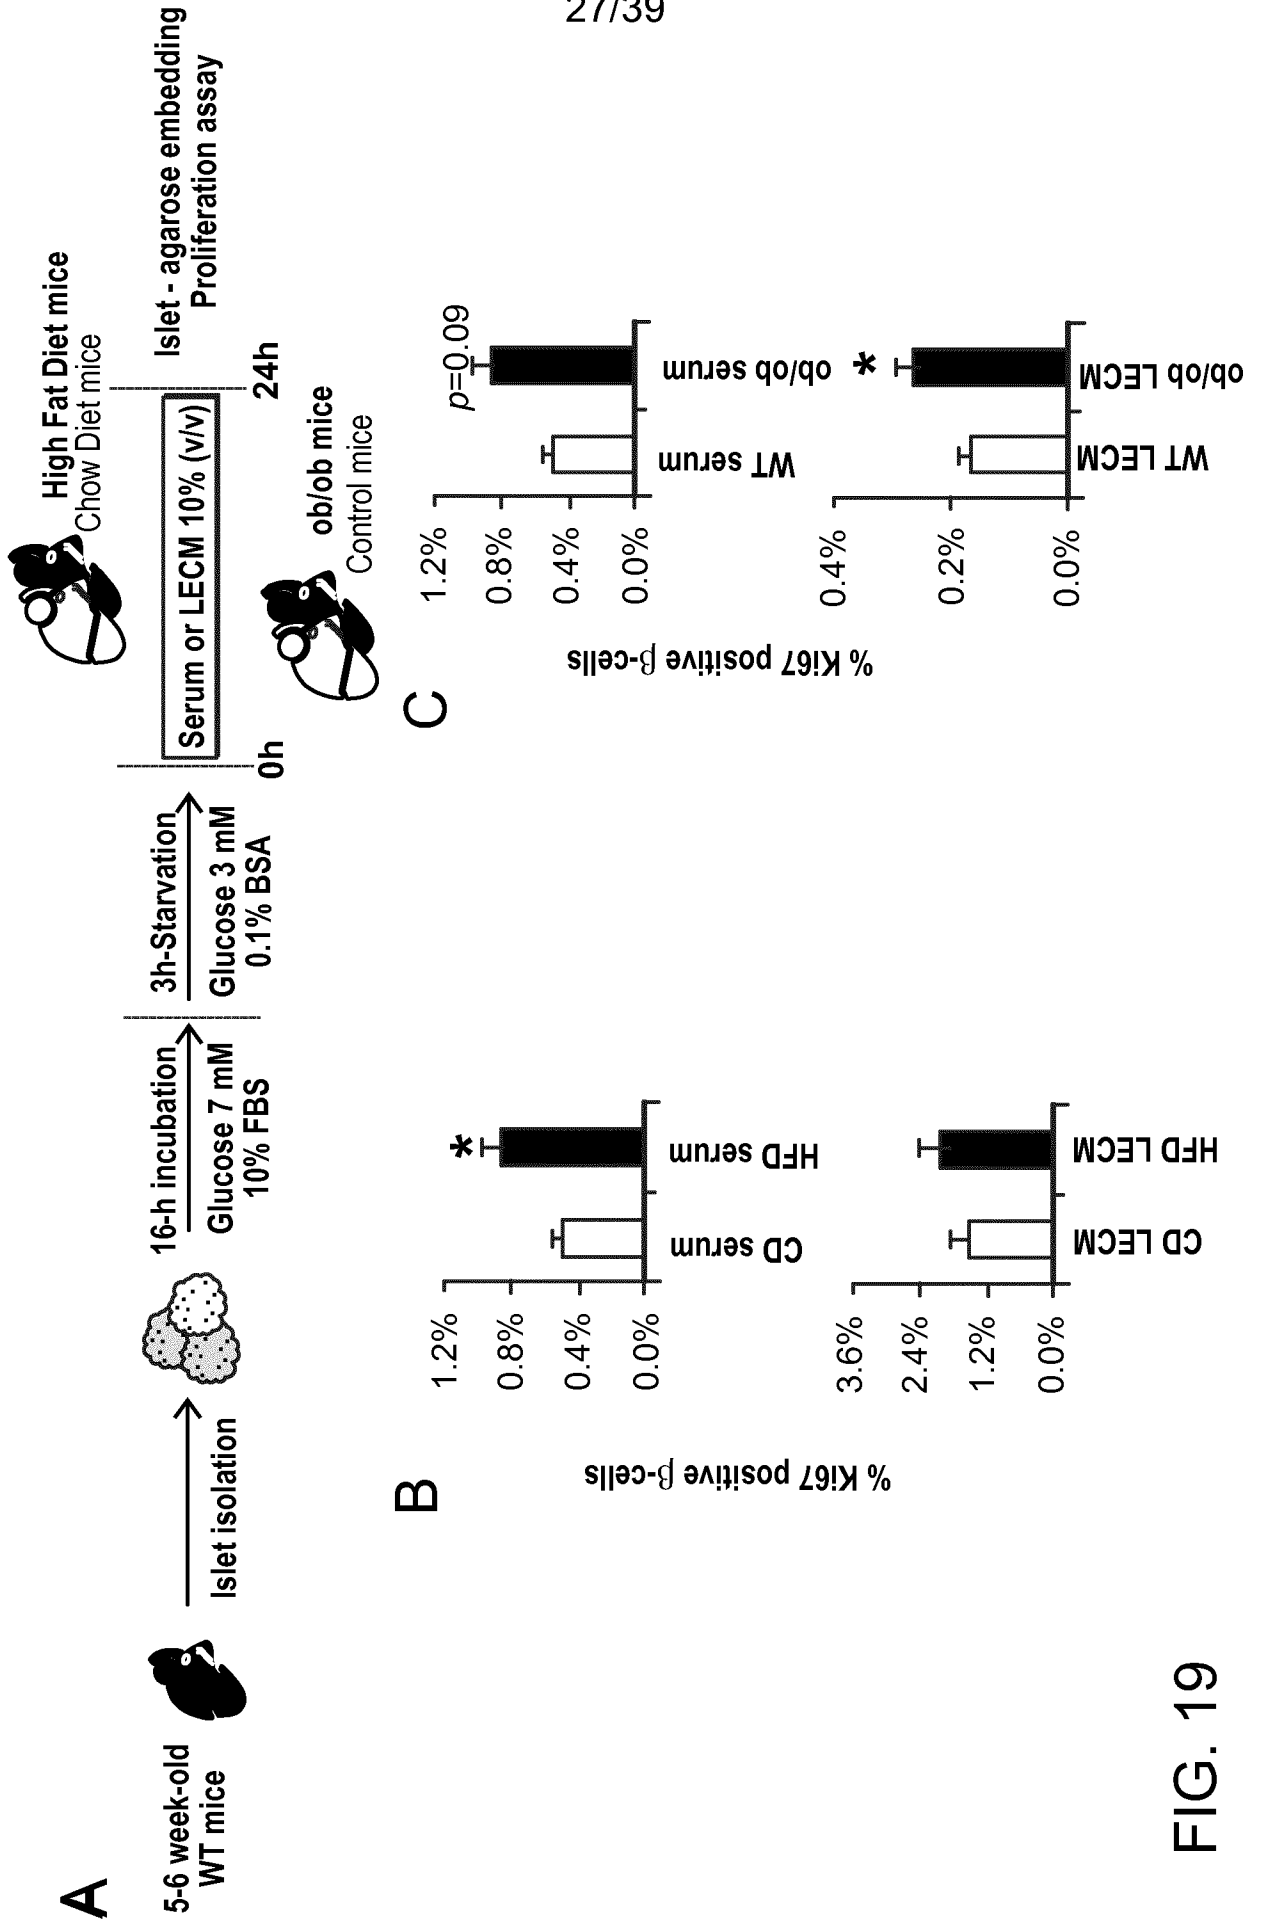 27/39
A
5-6 week-old
WT mice
Islet isolation
16-h incubation
Glucose 7 mM
10% FBS
3h-Starvation
Glucose 3 mM
0.1% BSA
0h
Serum or LECM 10% (v/v)
24h
High Fat Diet mice
Chow Diet mice
ob/ob mice
Control mice
Islet - agarose embedding
Proliferation assay
B
% Ki67 positive β-cells
1.2%
0.8%
0.4%
0.0%
*
CD serum
HFD serum
3.6%
2.4%
1.2%
0.0%
CD LECM
HFD LECM
C
% Ki67 positive β-cells
1.2%
0.8%
0.4%
0.0%
p=0.09
WT serum
ob/ob serum
0.4%
0.2%
0.0%
*
WT LECM
ob/ob LECM
FIG. 19